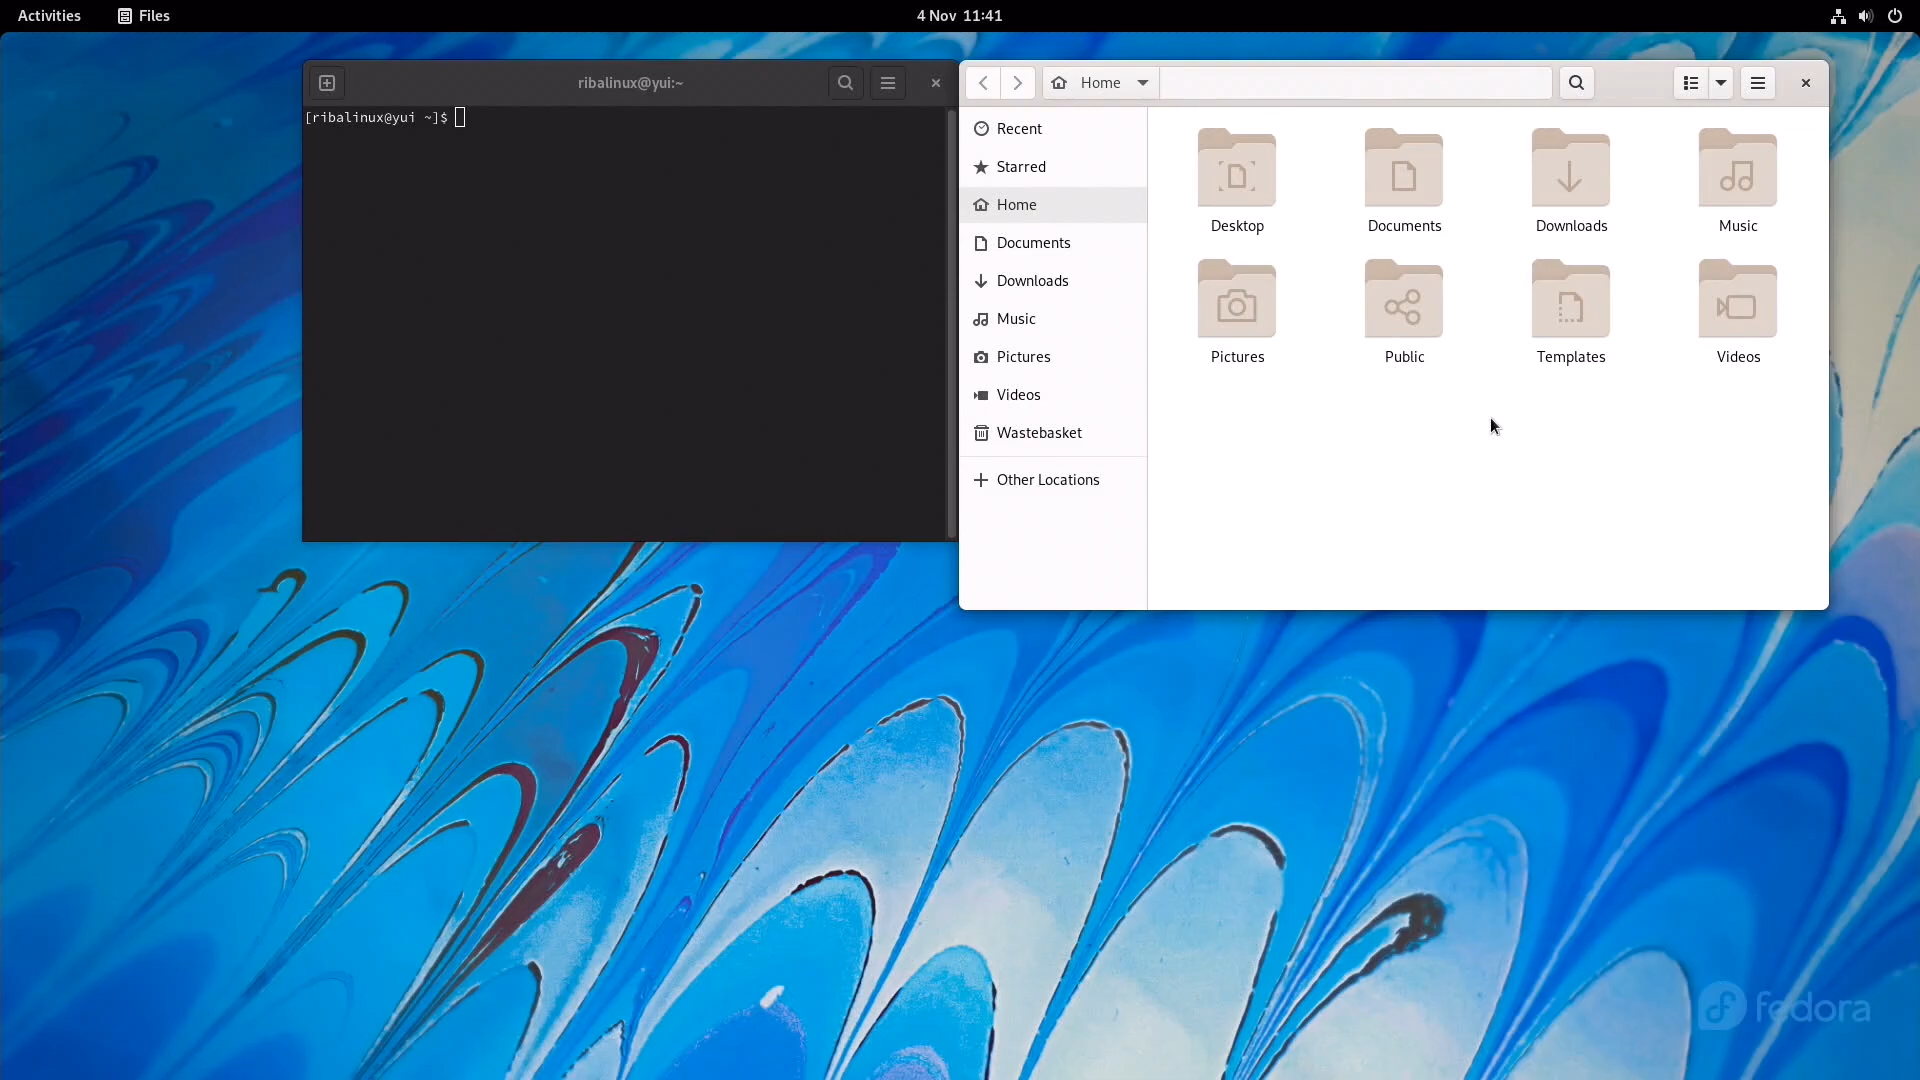 Activities Files 4 Nov 11:41
ribalinux@yui:~
[ribalinux@yui ~]$
Home
Recent
Starred
Home
Documents
Downloads
Music
Pictures
Videos
Wastebasket
Other Locations
Desktop Documents Downloads Music
Pictures Public Templates Videos
fedora